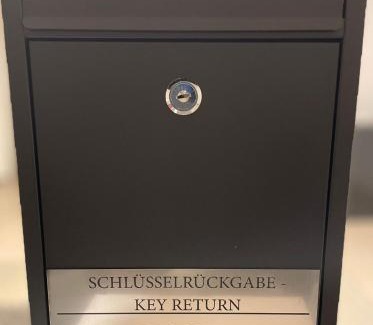 SCHLÜSSELRÜCKGABE -
KEY RETURN